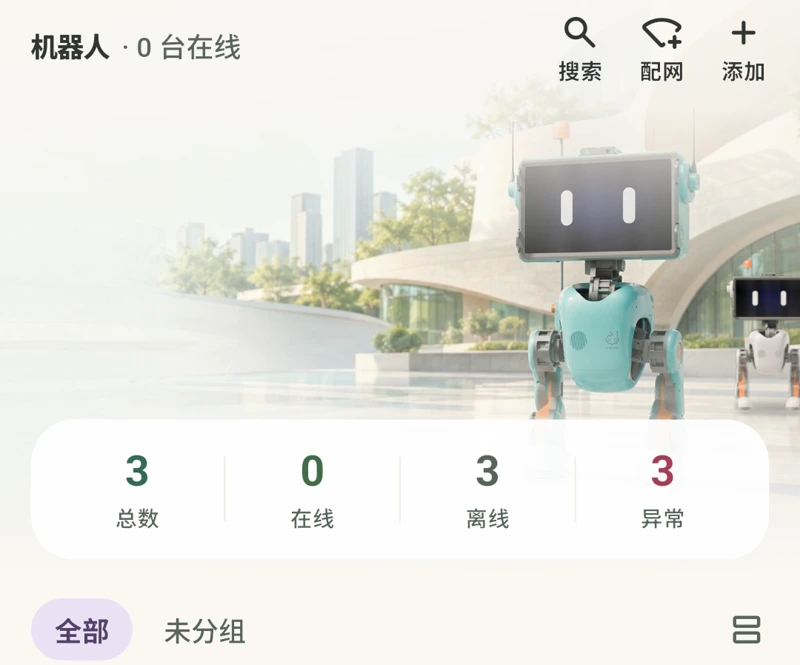 机器人 · 0 台在线
搜索 配网 添加
3 0 3 3
总数 在线 离线 异常
全部 未分组